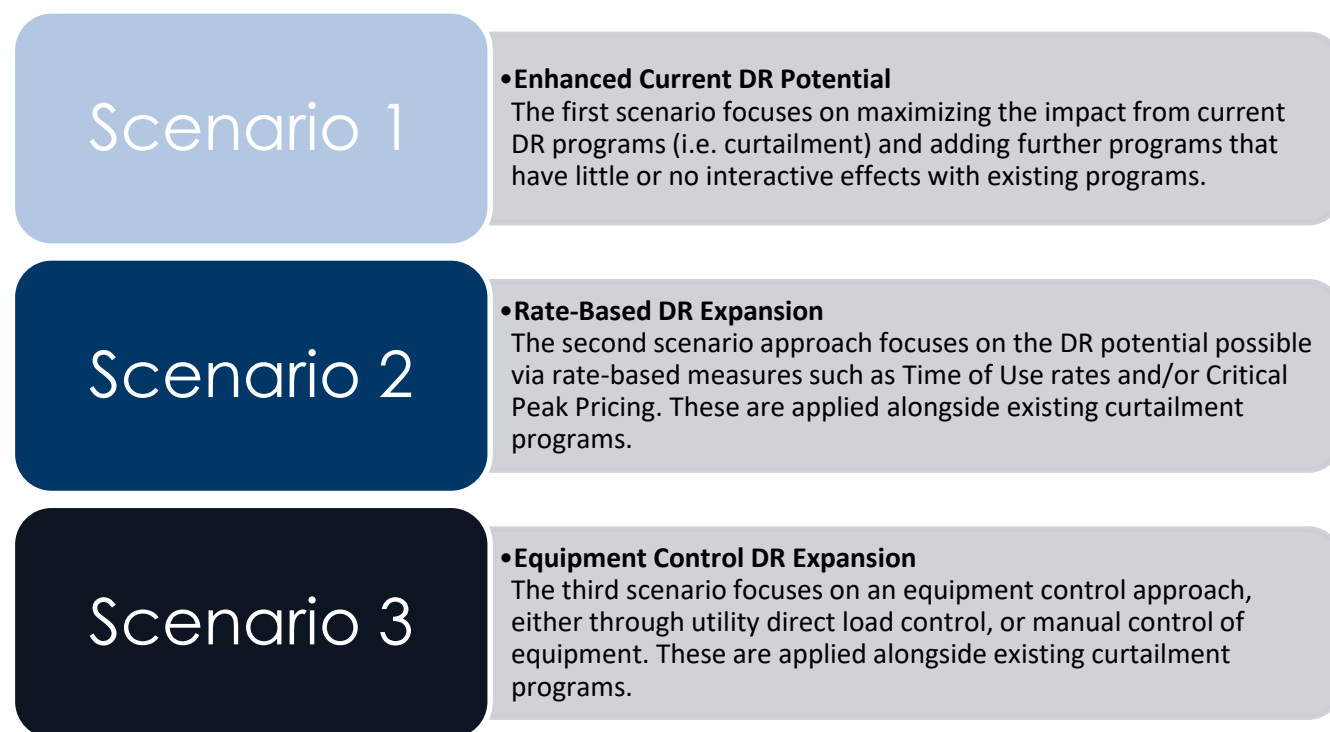 Scenario 1
•Enhanced Current DR Potential
The first scenario focuses on maximizing the impact from current
DR programs (i.e. curtailment) and adding further programs that
have little or no interactive effects with existing programs.
Scenario 2
•Rate-Based DR Expansion
The second scenario approach focuses on the DR potential possible
via rate-based measures such as Time of Use rates and/or Critical
Peak Pricing. These are applied alongside existing curtailment
programs.
Scenario 3
•Equipment Control DR Expansion
The third scenario focuses on an equipment control approach,
either through utility direct load control, or manual control of
equipment. These are applied alongside existing curtailment
programs.